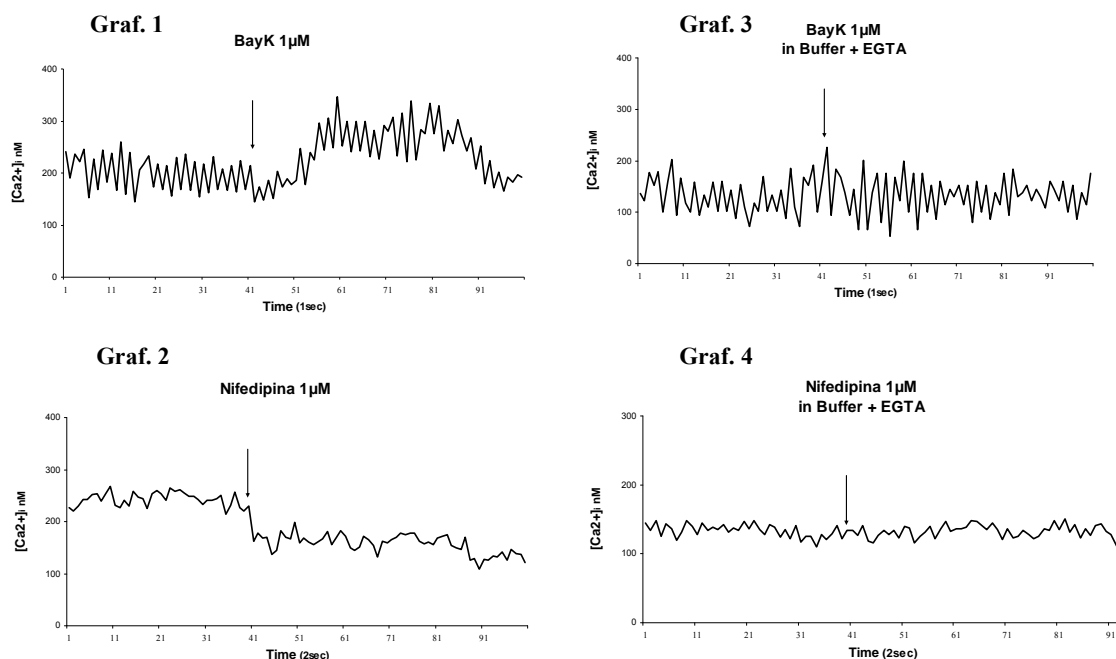 Graf. 1
BayK 1µM
400
300
200
100
0
[Ca2+]i nM
1 11 21 31 41 51 61 71 81 91
Time (1sec)
Graf. 3
BayK 1µM
in Buffer + EGTA
400
300
200
100
0
[Ca2+]i nM
1 11 21 31 41 51 61 71 81 91
Time (1sec)
Graf. 2
Nifedipina 1µM
400
300
200
100
0
[Ca2+]i nM
1 11 21 31 41 51 61 71 81 91
Time (2sec)
Graf. 4
Nifedipina 1µM
in Buffer + EGTA
300
200
100
0
[Ca2+]i nM
1 11 21 31 41 51 61 71 81 91
Time (2sec)